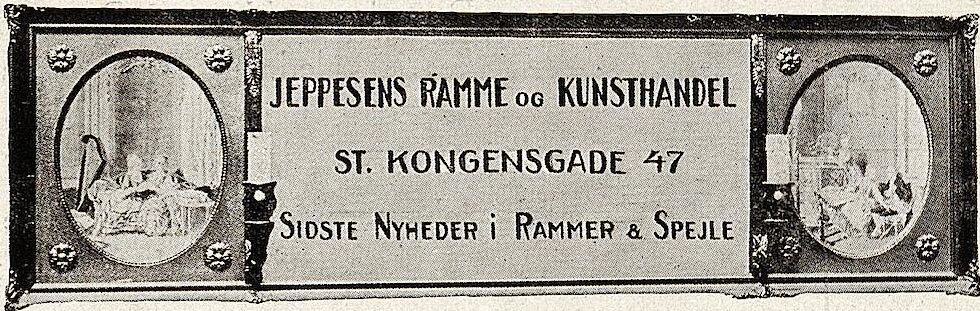 JEPPESENS RAMME OG KUNSTHANDEL
ST. KONGENSGADE 47
SIDSTE NYHEDER i RAMMER & SPEJLE